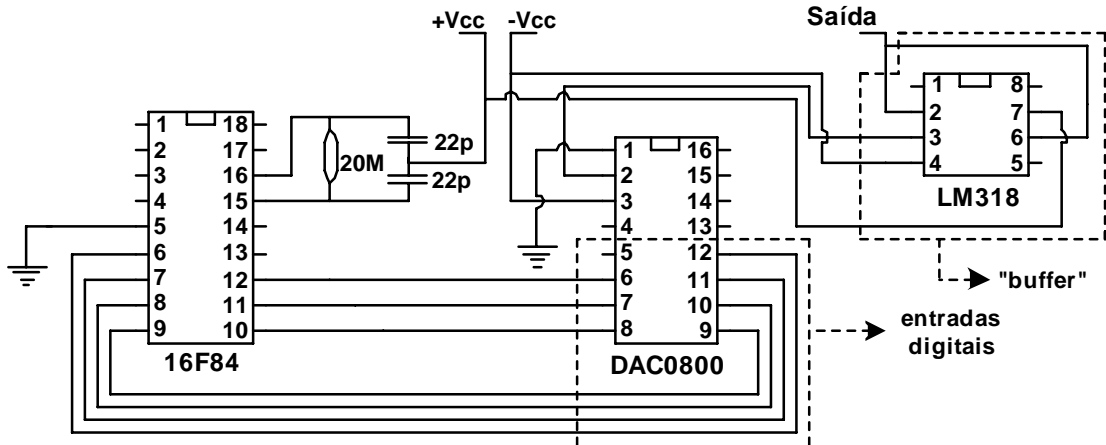 +Vcc -Vcc Saída
1 18
2 17
3 16
4 15
5 14
6 13
7 12
8 11
9 10
16F84
20M
22p
22p
1 16
2 15
3 14
4 13
5 12
6 11
7 10
8 9
DAC0800
1 8
2 7
3 6
4 5
LM318
"buffer"
entradas
digitais